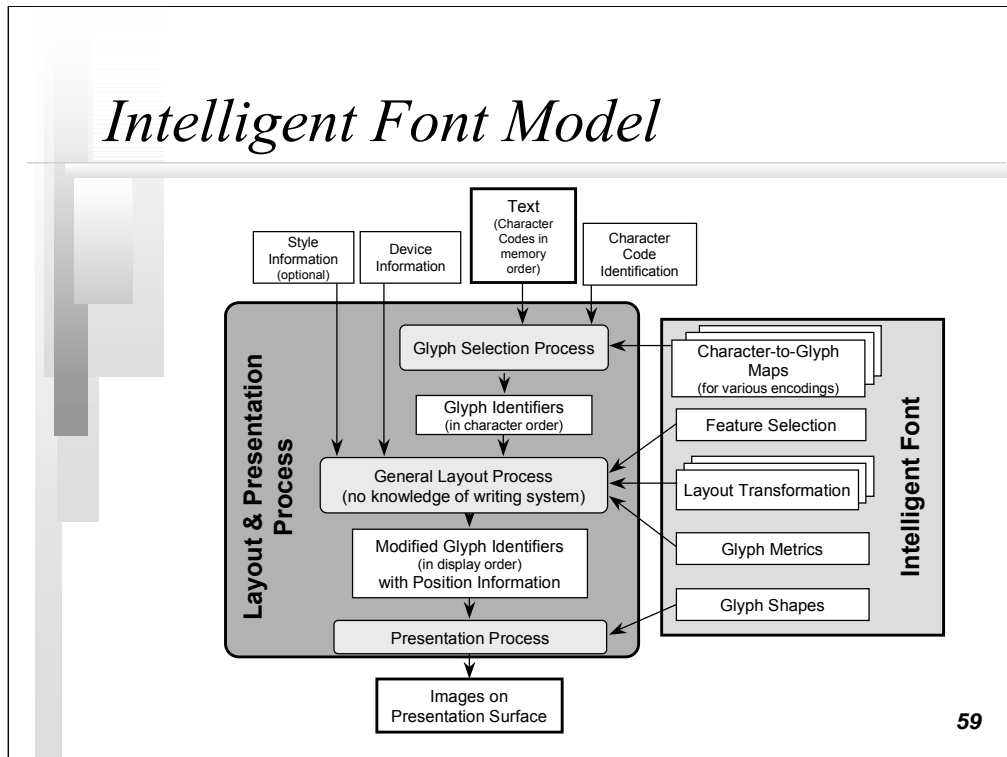 Intelligent Font Model
Text
(Character
Codes in
memory
order)
Style
Information
(optional)
Device
Information
Character
Code
Identification
Layout & Presentation
Process
Glyph Selection Process
Glyph Identifiers
(in character order)
General Layout Process
(no knowledge of writing system)
Modified Glyph Identifiers
(in display order)
with Position Information
Presentation Process
Images on
Presentation Surface
Character-to-Glyph
Maps
(for various encodings)
Feature Selection
Layout Transformation
Glyph Metrics
Glyph Shapes
Intelligent Font
59